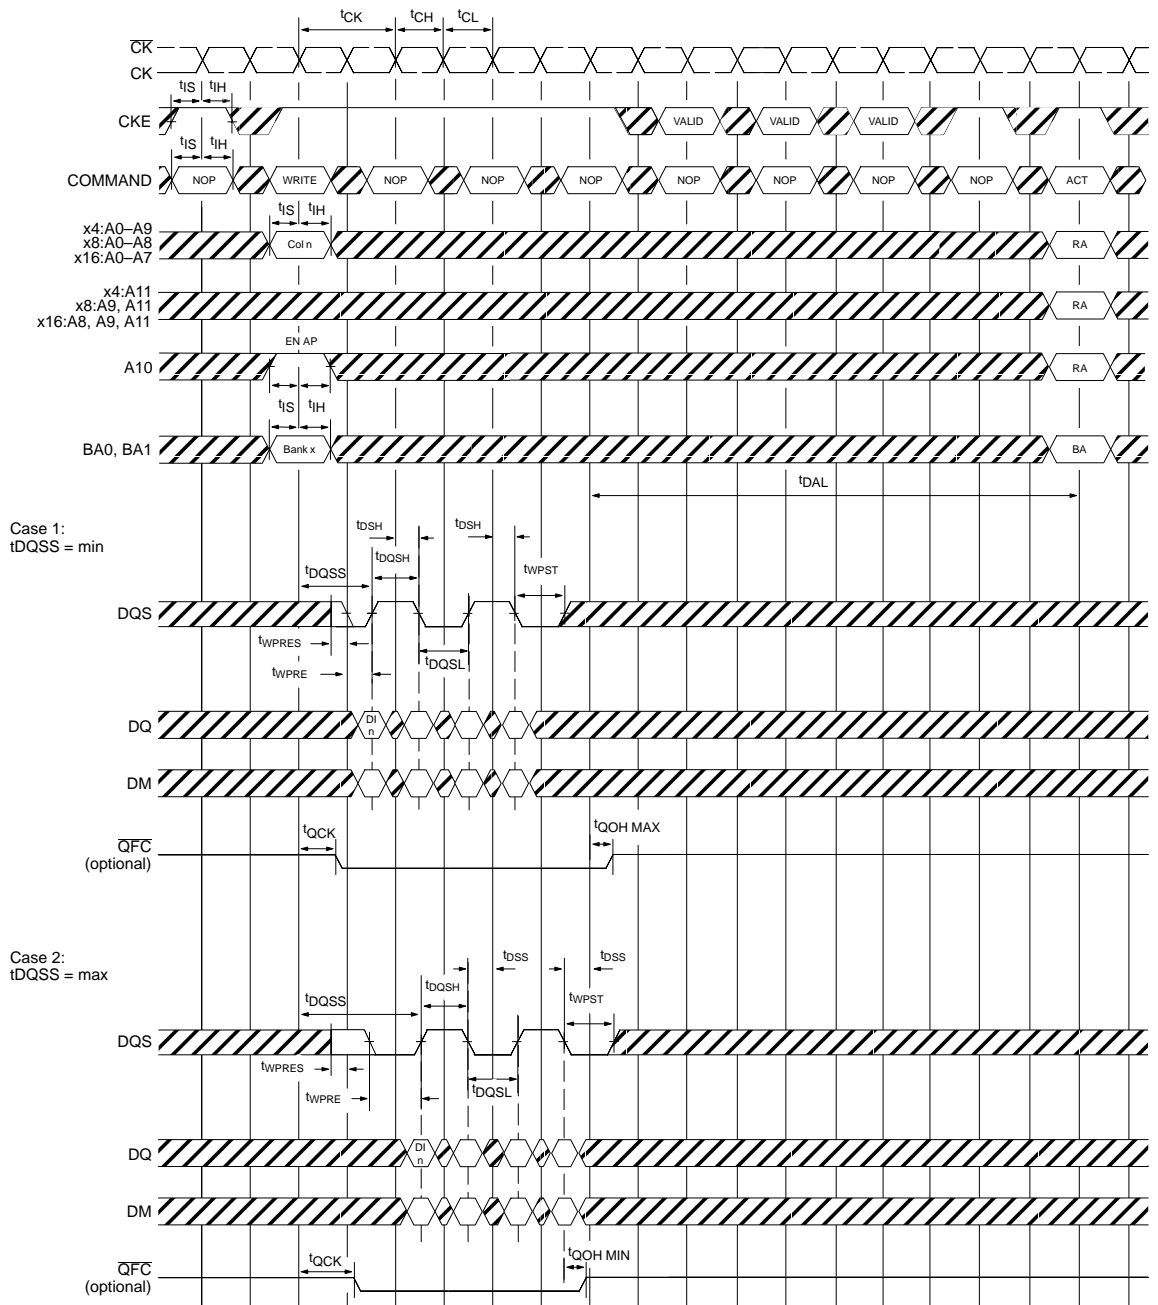 tCK tCH tCL
CK
CK
tIS tIH
CKE VALID VALID VALID
tIS tIH
COMMAND NOP WRITE NOP NOP NOP NOP NOP NOP NOP ACT
tIS tIH
x4:A0–A9
x8:A0–A8 Col n RA
x16:A0–A7
x4:A11
x8:A9, A11 RA
x16:A8, A9, A11
EN AP
A10 RA
tIS tIH
BA0, BA1 Bank x BA
tDAL
Case 1:
tDQSS = min
tDSH tDSH
tDQSH
tDQSS tWPST
DQS
tWPRES
tDQSL
tWPRE
DQ DI
n
DM
tQCK tQOH MAX
QFC
(optional)
Case 2:
tDQSS = max
tDSS tDSS
tDQSH
tDQSS tWPST
DQS
tWPRES
tDQSL
tWPRE
DQ DI
n
DM
tQCK tQOH MIN
QFC
(optional)